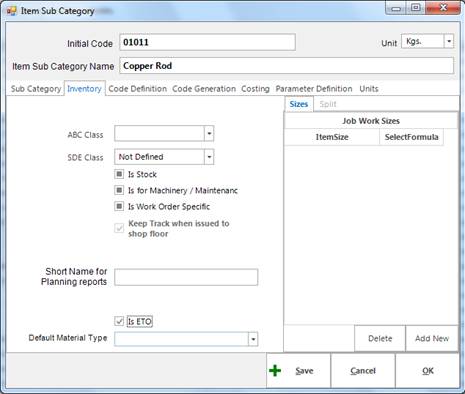 Item Sub Category
Initial Code 01011 Unit Kgs.
Item Sub Category Name Copper Rod
Sub Category Inventory Code Definition Code Generation Costing Parameter Definition Units
Sizes Split
Job Work Sizes
ItemSize SelectFormula
ABC Class
SDE Class Not Defined
Is Stock
Is for Machinery / Maintenanc
Is Work Order Specific
Keep Track when issued to
shop floor
Short Name for
Planning reports
Is ETO
Default Material Type
Delete Add New
Save Cancel OK